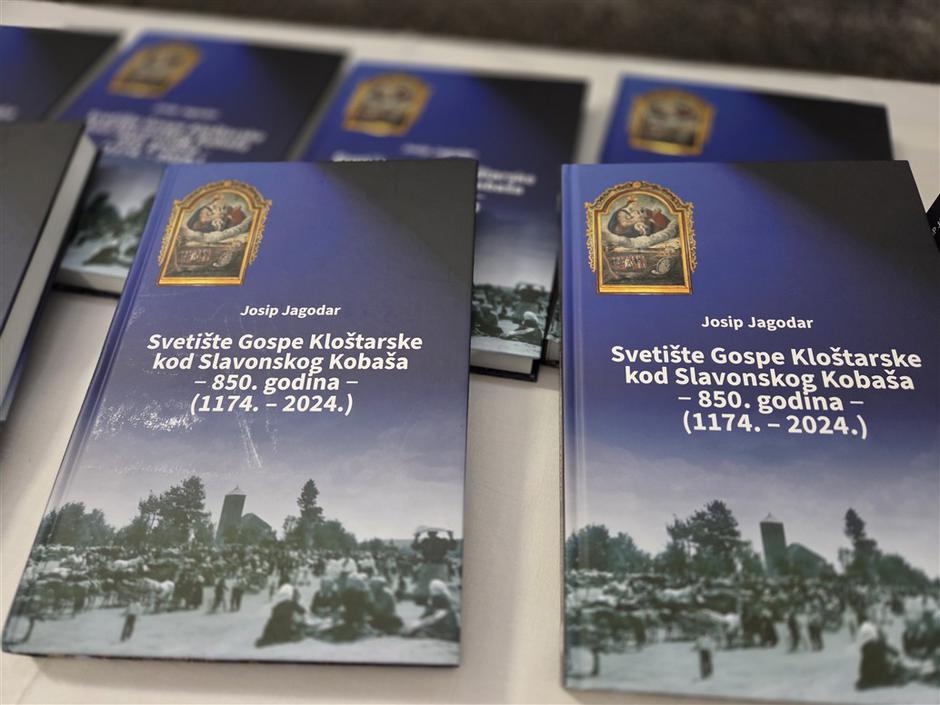 Josip Jagodar
Svetište Gospe Kloštarske
kod Slavonskog Kobaša
– 850. godina –
(1174. – 2024.)
Josip Jagodar
Svetište Gospe Kloštarske
kod Slavonskog Kobaša
– 850. godina –
(1174. – 2024.)